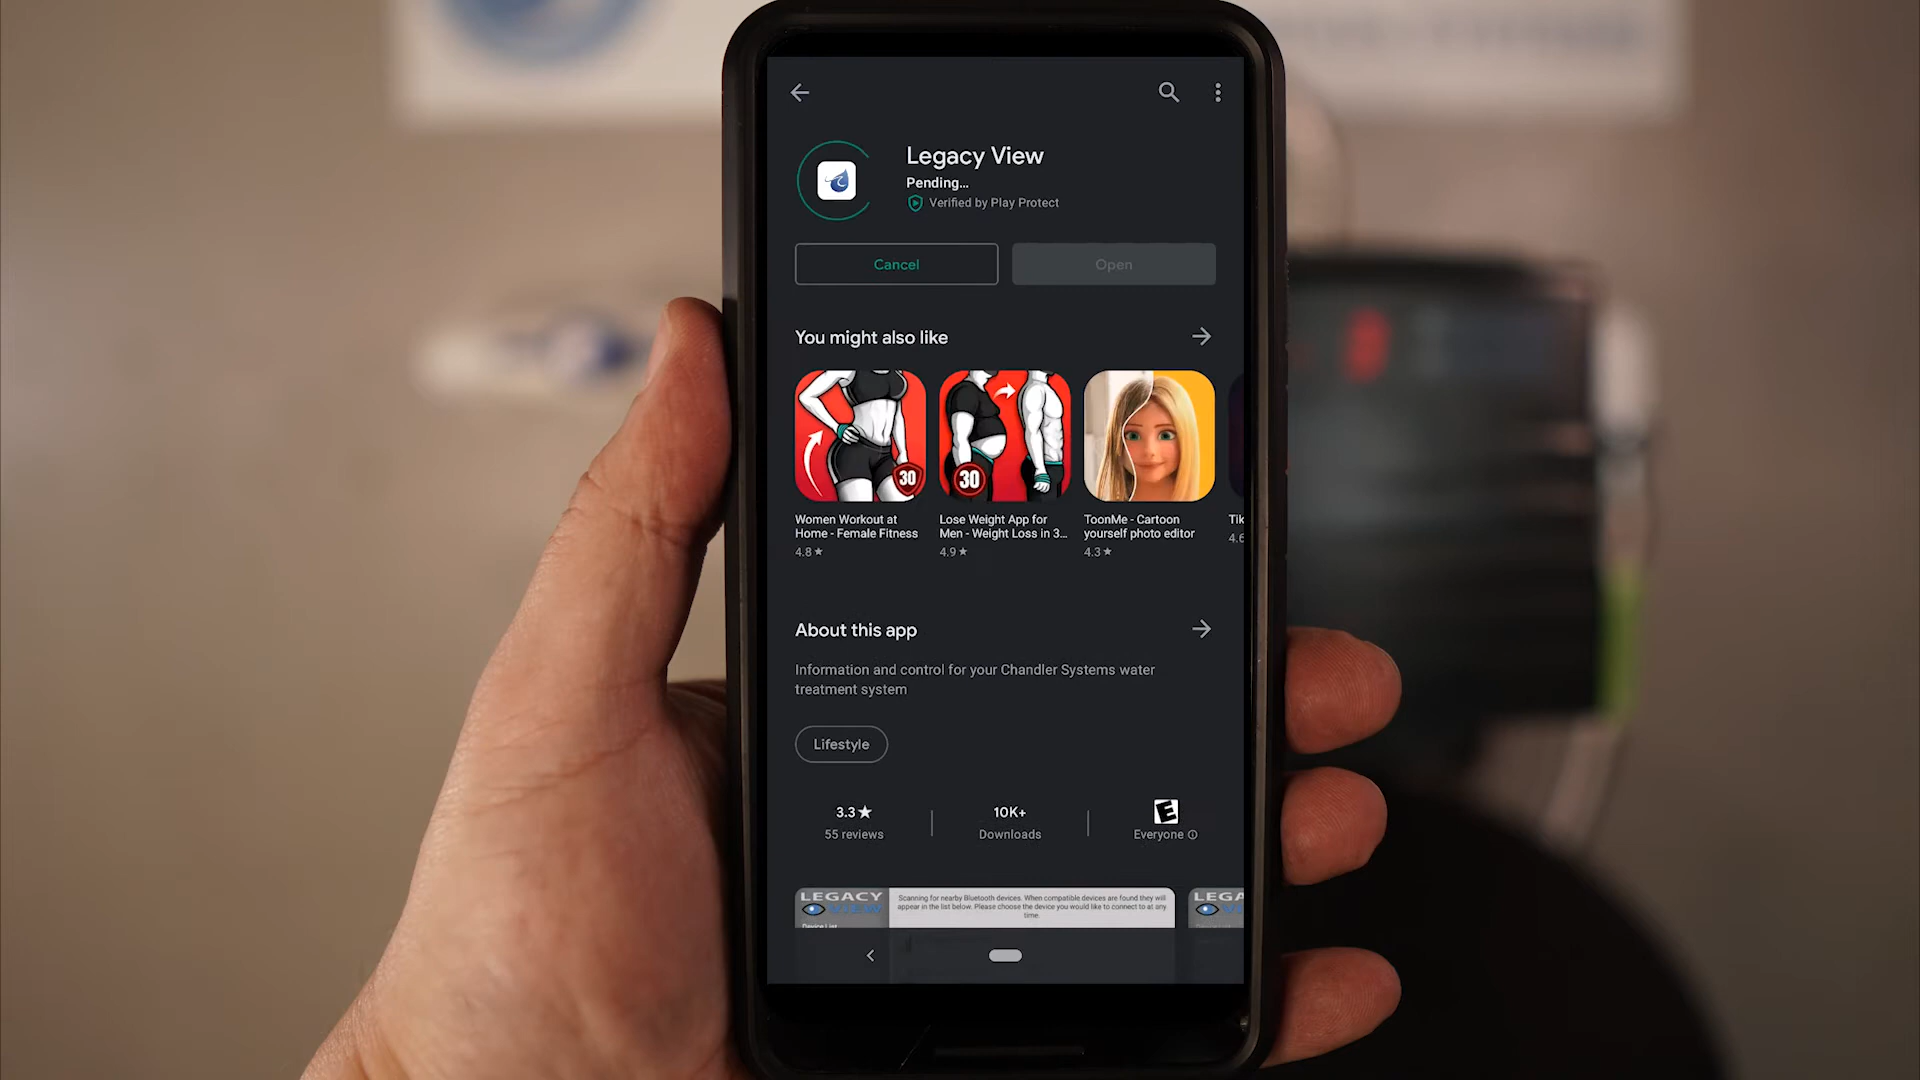 Legacy View
Pending...
Verified by Play Protect
Cancel
Open
You might also like
30
30
Women Workout at
Home - Female Fitness
4.8★
Lose Weight App for
Men - Weight Loss in 3...
4.9★
ToonMe - Cartoon
yourself photo editor
4.3★
Tik
4.6
About this app
Information and control for your Chandler Systems water
treatment system
Lifestyle
3.3★
55 reviews
10K+
Downloads
E
Everyone
LEGACY
Device List
Scanning for nearby Bluetooth devices. When compatible devices are found they will
appear in the list below. Please choose the device you would like to connect to at any
time.
LEGA